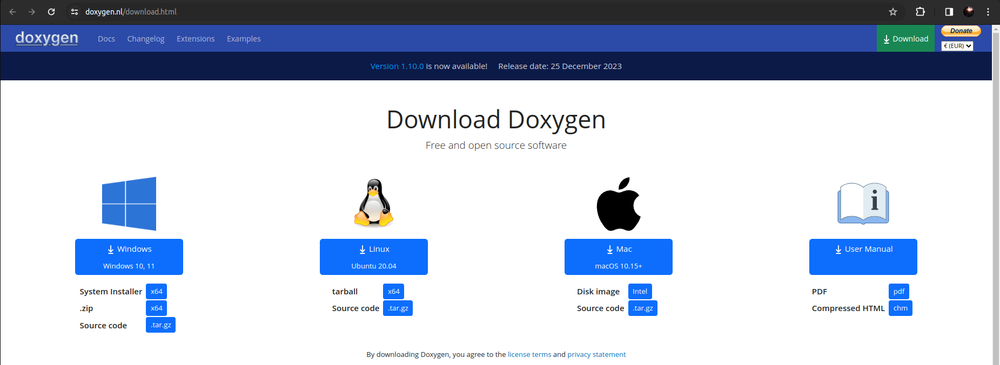 doxygen.nl/download.html
doxygen Docs Changelog Extensions Examples Download Donate
€ (EUR)
Version 1.10.0 is now available! Release date: 25 December 2023
Download Doxygen
Free and open source software
i
Windows
Windows 10, 11
System Installer x64
.zip x64
Source code .tar.gz
Linux
Ubuntu 20.04
tarball x64
Source code .tar.gz
Mac
macOS 10.15+
Disk image Intel
Source code .tar.gz
User Manual
PDF pdf
Compressed HTML chm
By downloading Doxygen, you agree to the license terms and privacy statement